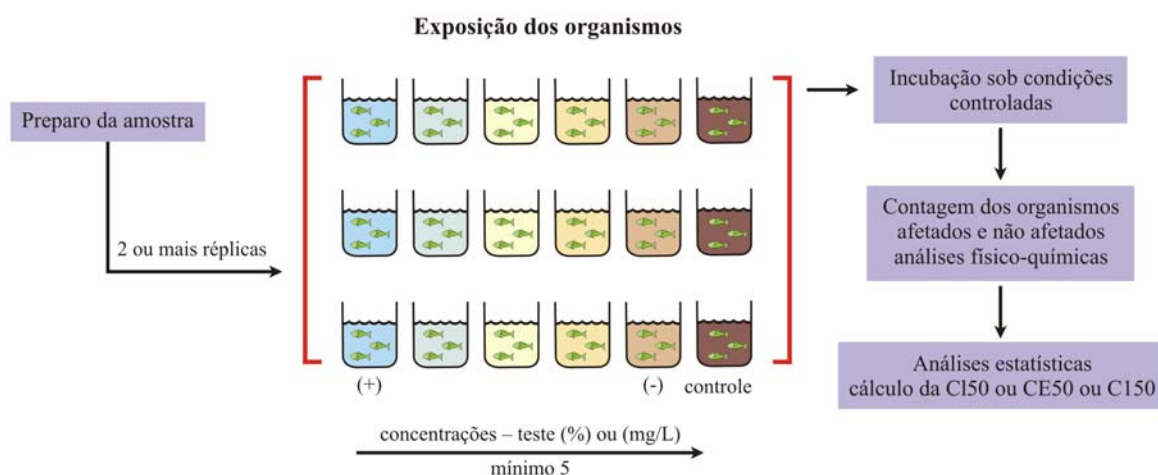 Exposição dos organismos
Preparo da amostra
2 ou mais réplicas
(+)
(-)
controle
concentrações – teste (%) ou (mg/L)
mínimo 5
Incubação sob condições
controladas
Contagem dos organismos
afetados e não afetados
análises físico-químicas
Análises estatísticas
cálculo da Cl50 ou CE50 ou C150